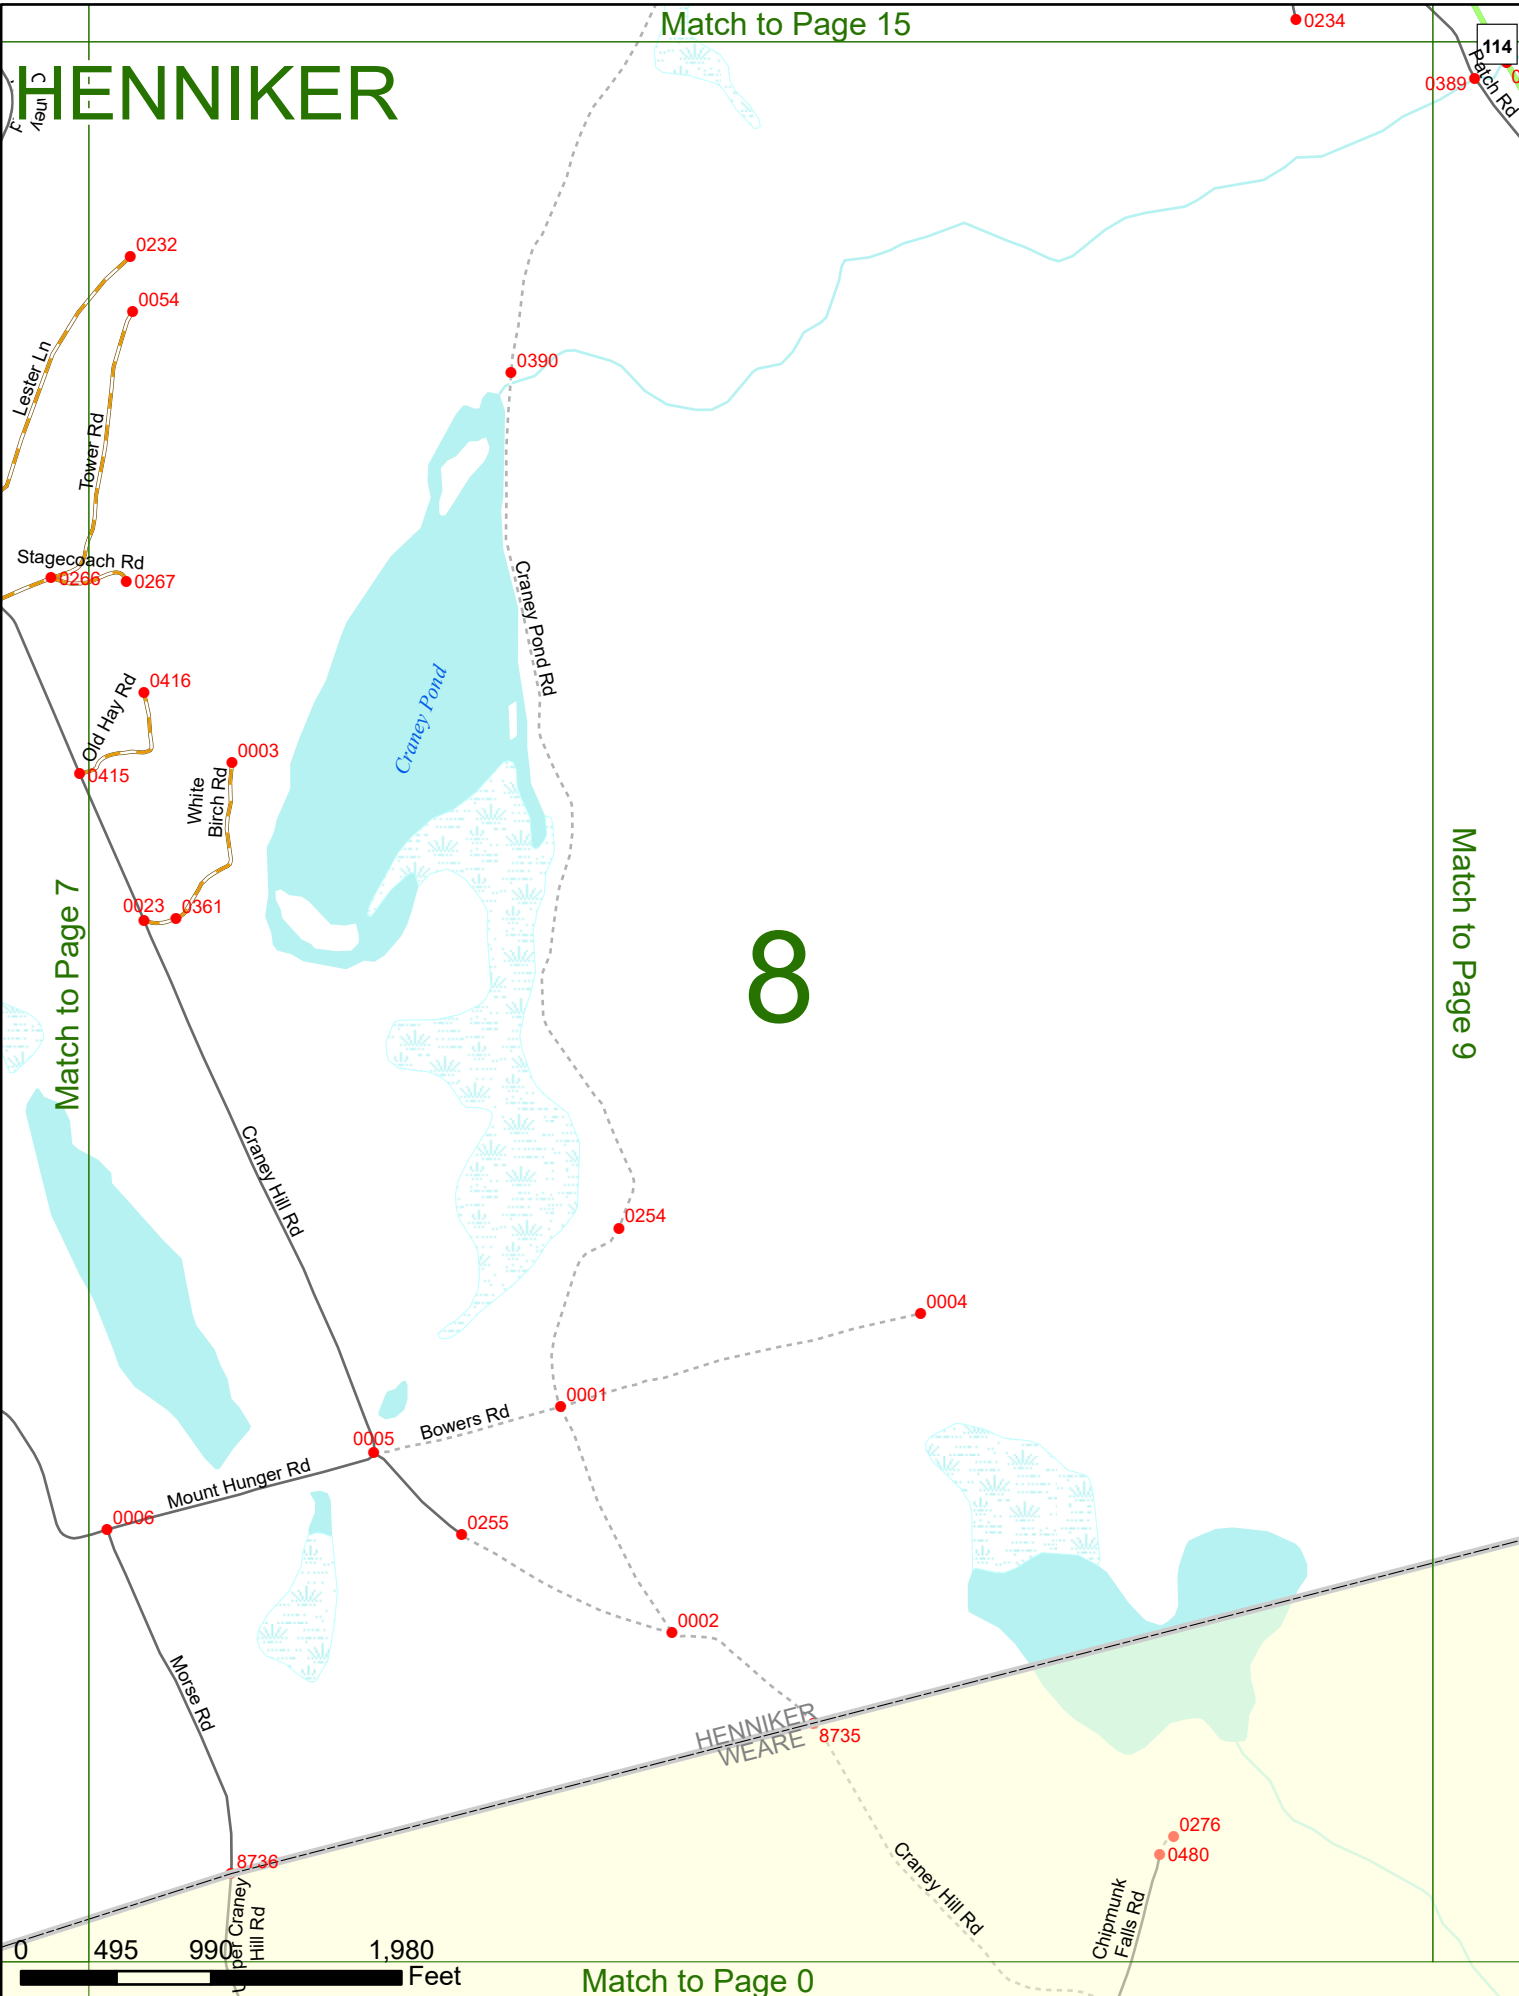 Match to Page 15
0234
114
HENNIKER
0389
Patch Rd
0232
0054
Lester Ln
0390
Tower Rd
Stagecoach Rd
0266
0267
Craney Pond Rd
0416
Old Hay Rd
Craney Pond
0003
0415
White
Birch Rd
Match to Page 7
0023
0361
8
Match to Page 9
Craney Hill Rd
0254
0004
0001
Bowers Rd
0005
Mount Hunger Rd
0006
0255
0002
Morse Rd
HENNIKER
WEARE
8735
0276
0480
Craney Hill Rd
8736
Upper Craney
Hill Rd
Chipmunk
Falls Rd
0 495 990 1,980
Feet
Match to Page 0